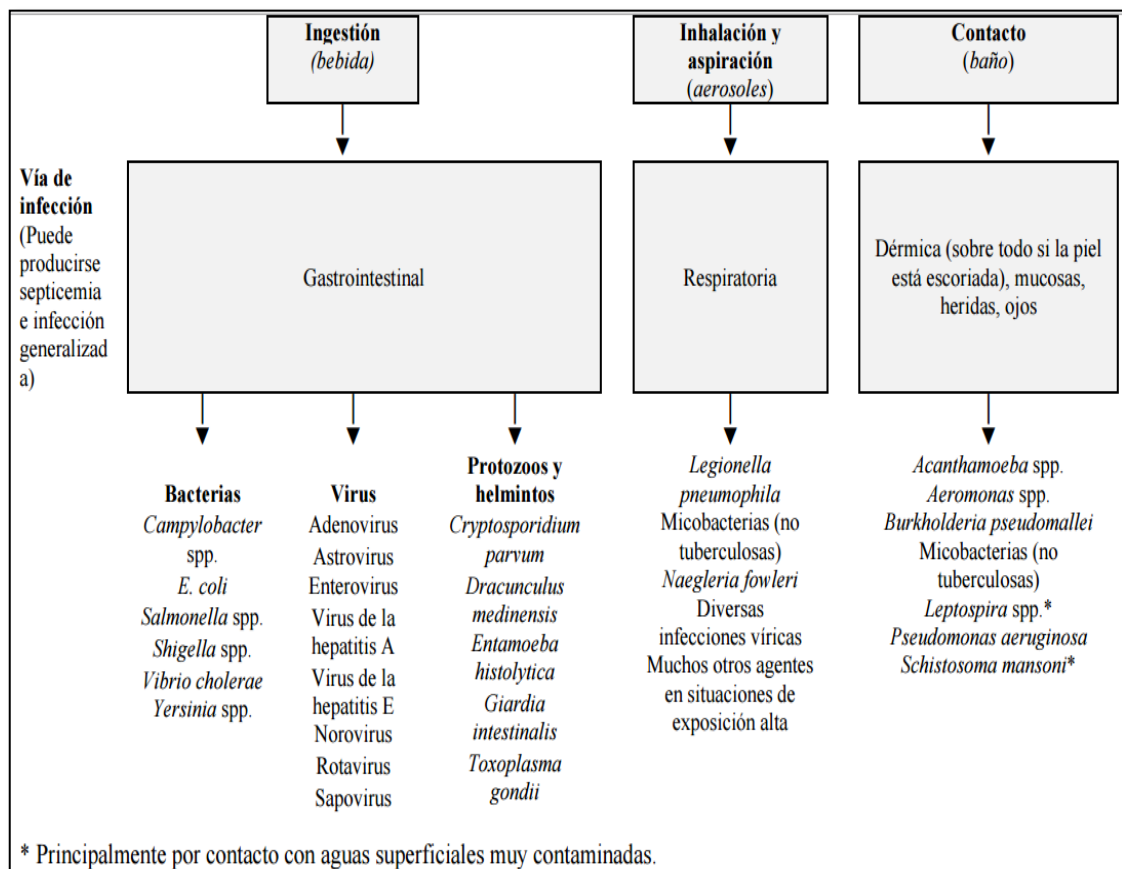 Ingestión
(bebida)
Inhalación y
aspiración
(aerosoles)
Contacto
(baño)
Vía de
infección
(Puede
producirse
septicemia
e infección
generalizad
a)
Gastrointestinal
Respiratoria
Dérmica (sobre todo si la piel
está escoriada), mucosas,
heridas, ojos
Bacterias
Campylobacter
spp.
E. coli
Salmonella spp.
Shigella spp.
Vibrio cholerae
Yersinia spp.
Virus
Adenovirus
Astrovirus
Enterovirus
Virus de la
hepatitis A
Virus de la
hepatitis E
Norovirus
Rotavirus
Sapovirus
Protozoos y
helmintos
Cryptosporidium
parvum
Dracunculus
medinensis
Entamoeba
histolytica
Giardia
intestinalis
Toxoplasma
gondii
Legionella
pneumophila
Micobacterias (no
tuberculosas)
Naegleria fowleri
Diversas
infecciones víricas
Muchos otros agentes
en situaciones de
exposición alta
Acanthamoeba spp.
Aeromonas spp.
Burkholderia pseudomallei
Micobacterias (no
tuberculosas)
Leptospira spp.*
Pseudomonas aeruginosa
Schistosoma mansoni*
* Principalmente por contacto con aguas superficiales muy contaminadas.